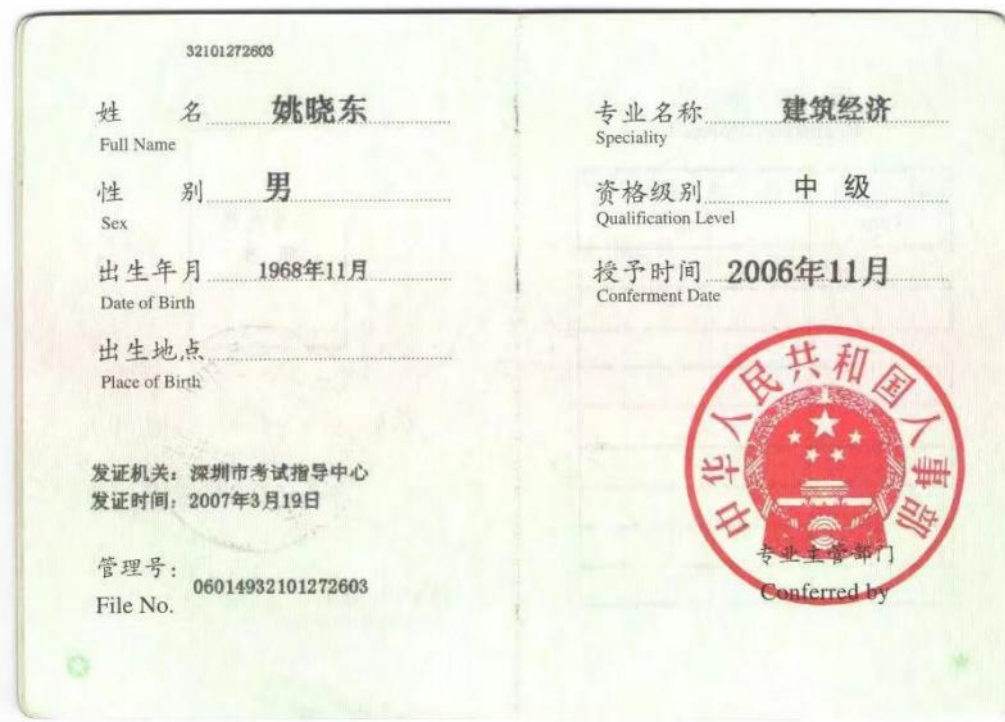 32101272603
姓 名 姚晓东
Full Name
性 别 男
Sex
出生年月 1968年11月
Date of Birth
出生地点
Place of Birth
发证机关：深圳市考试指导中心
发证时间：2007年3月19日
管理号：
06014932101272603
File No.
专业名称 建筑经济
Speciality
资格级别 中 级
Qualification Level
授予时间 2006年11月
Conferment Date
中华人民共和国人事部
专业主管部门
Conferred by